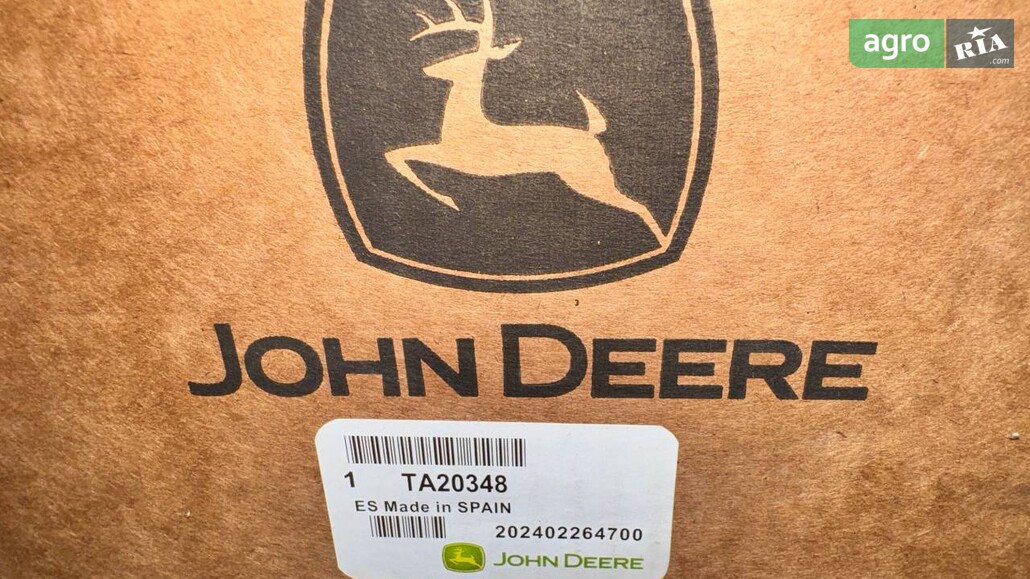 agro RIA
.com
JOHN DEERE
1 TA20348
ES Made in SPAIN
202402264700
JOHN DEERE